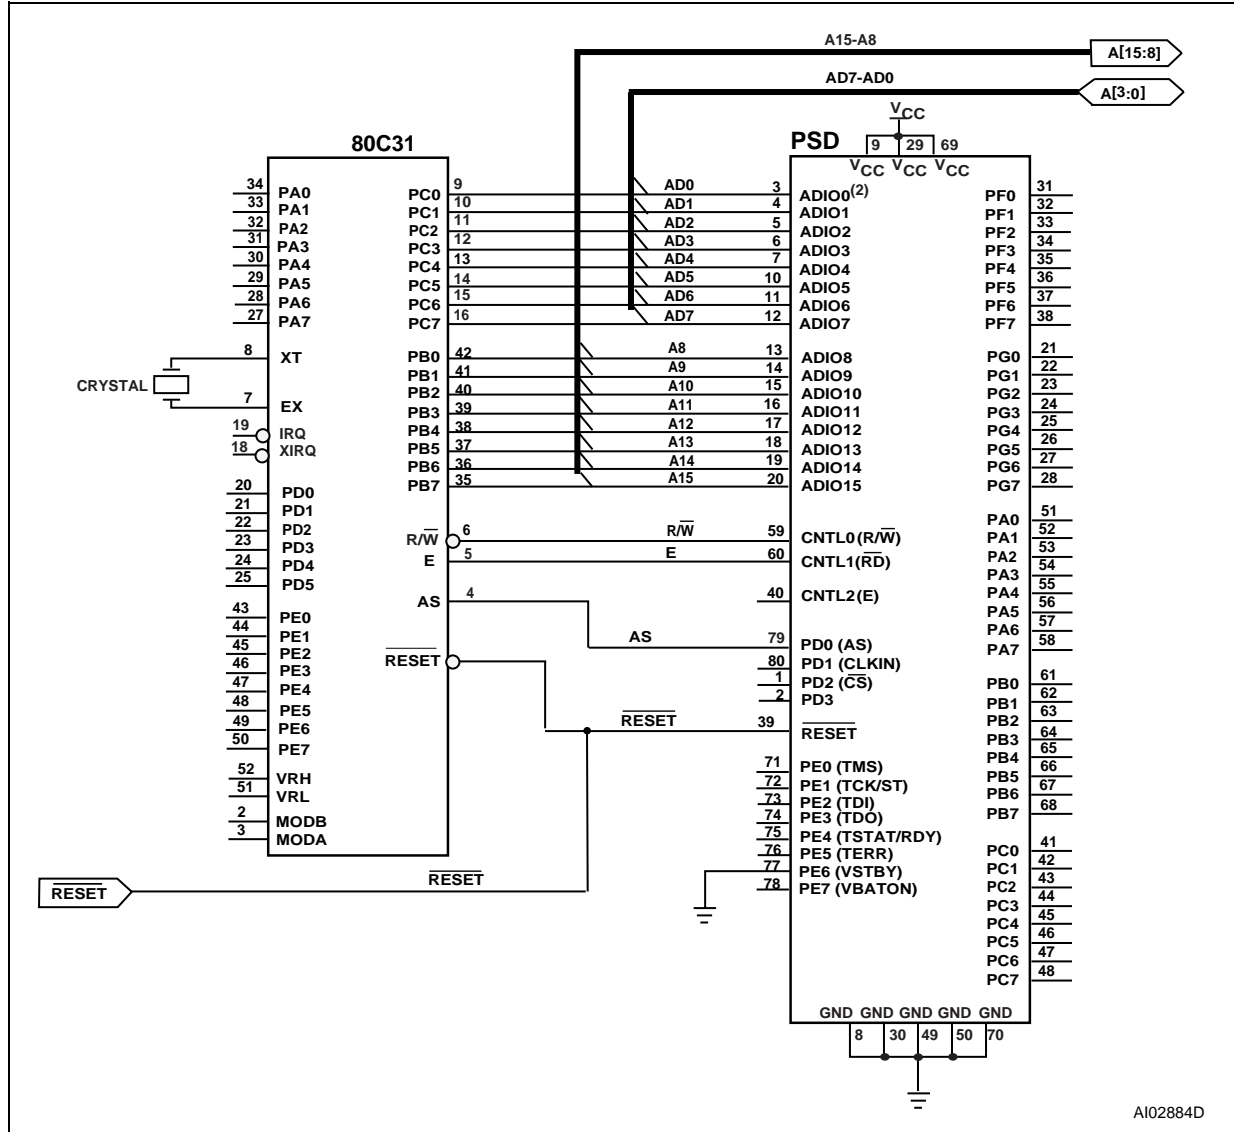 A15-A8
A[15:8]
AD7-AD0
A[3:0]
VCC
80C31
PSD
9 29 69
VCC VCC VCC
34 PA0
33 PA1
32 PA2
31 PA3
30 PA4
29 PA5
28 PA6
27 PA7
8 XT
CRYSTAL
7 EX
19 IRQ
18 XIRQ
20 PD0
21 PD1
22 PD2
23 PD3
24 PD4
25 PD5
43 PE0
44 PE1
45 PE2
46 PE3
47 PE4
48 PE5
49 PE6
50 PE7
52 VRH
51 VRL
2 MODB
3 MODA
PC0 9 AD0 3 ADIO0(2)
PC1 10 AD1 4 ADIO1
PC2 11 AD2 5 ADIO2
PC3 12 AD3 6 ADIO3
PC4 13 AD4 7 ADIO4
PC5 14 AD5 10 ADIO5
PC6 15 AD6 11 ADIO6
PC7 16 AD7 12 ADIO7
PB0 42 A8 13 ADIO8
PB1 41 A9 14 ADIO9
PB2 40 A10 15 ADIO10
PB3 39 A11 16 ADIO11
PB4 38 A12 17 ADIO12
PB5 37 A13 18 ADIO13
PB6 36 A14 19 ADIO14
PB7 35 A15 20 ADIO15
R/W̅ 6 R/W̅ 59 CNTL0(R/W̅)
E 5 E 60 CNTL1(R̅D̅)
40 CNTL2(E)
AS 4 AS 79 PD0 (AS)
80 PD1 (CLKIN)
1 PD2 (C̅S̅)
2 PD3
R̅E̅S̅E̅T̅ R̅E̅S̅E̅T̅ 39 R̅E̅S̅E̅T̅
71 PE0 (TMS)
72 PE1 (TCK/ST)
73 PE2 (TDI)
74 PE3 (TDO)
75 PE4 (TSTAT/RDY)
76 PE5 (TERR)
77 PE6 (VSTBY)
78 PE7 (VBATON)
R̅E̅S̅E̅T̅ R̅E̅S̅E̅T̅
PF0 31
PF1 32
PF2 33
PF3 34
PF4 35
PF5 36
PF6 37
PF7 38
PG0 21
PG1 22
PG2 23
PG3 24
PG4 25
PG5 26
PG6 27
PG7 28
PA0 51
PA1 52
PA2 53
PA3 54
PA4 55
PA5 56
PA6 57
PA7 58
PB0 61
PB1 62
PB2 63
PB3 64
PB4 65
PB5 66
PB6 67
PB7 68
PC0 41
PC1 42
PC2 43
PC3 44
PC4 45
PC5 46
PC6 47
PC7 48
GND GND GND GND GND
8 30 49 50 70
AI02884D